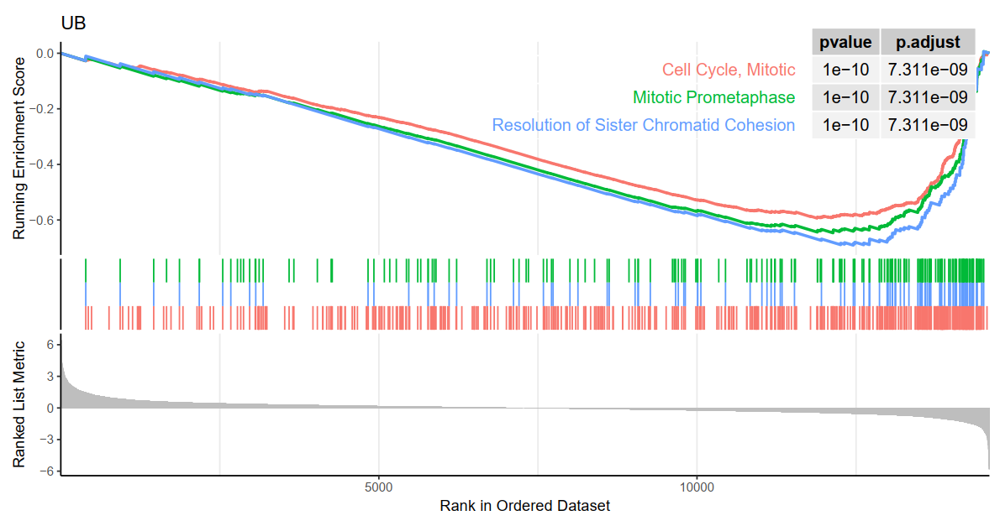 UB
Running Enrichment Score
0.0
−0.2
−0.4
−0.6
pvalue p.adjust
Cell Cycle, Mitotic 1e−10 7.311e−09
Mitotic Prometaphase 1e−10 7.311e−09
Resolution of Sister Chromatid Cohesion 1e−10 7.311e−09
Ranked List Metric
6
3
0
−3
−6
5000 10000
Rank in Ordered Dataset